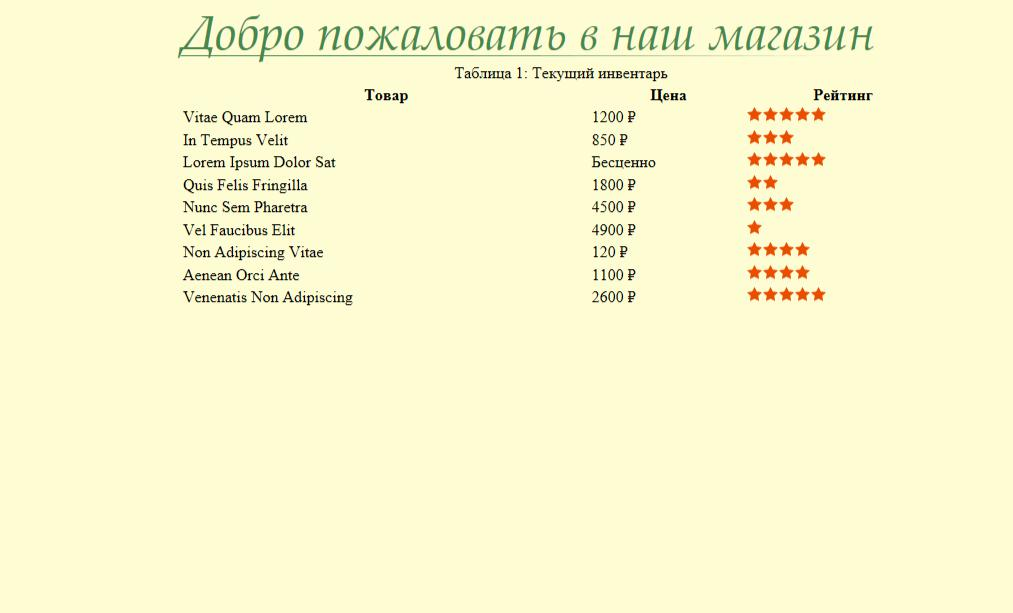 Добро пожаловать в наш магазин
Таблица 1: Текущий инвентарь
Товар Цена Рейтинг
Vitae Quam Lorem 1200 ₽
In Tempus Velit 850 ₽
Lorem Ipsum Dolor Sat Бесценно
Quis Felis Fringilla 1800 ₽
Nunc Sem Pharetra 4500 ₽
Vel Faucibus Elit 4900 ₽
Non Adipiscing Vitae 120 ₽
Aenean Orci Ante 1100 ₽
Venenatis Non Adipiscing 2600 ₽